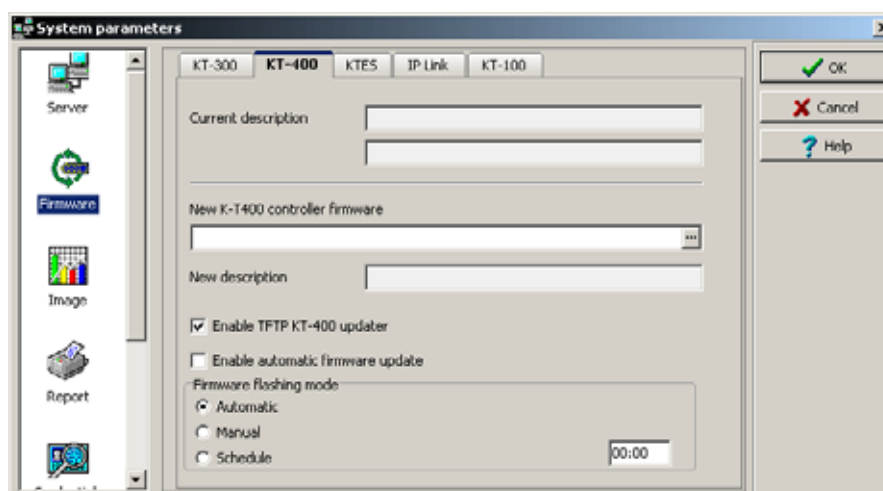 System parameters
Server
Firmware
Image
Report
KT-300 KT-400 KTES IP Link KT-100
Current description
New K-T400 controller firmware
...
New description
Enable TFTP KT-400 updater
Enable automatic firmware update
Firmware flashing mode
Automatic
Manual
Schedule
00:00
OK
Cancel
Help